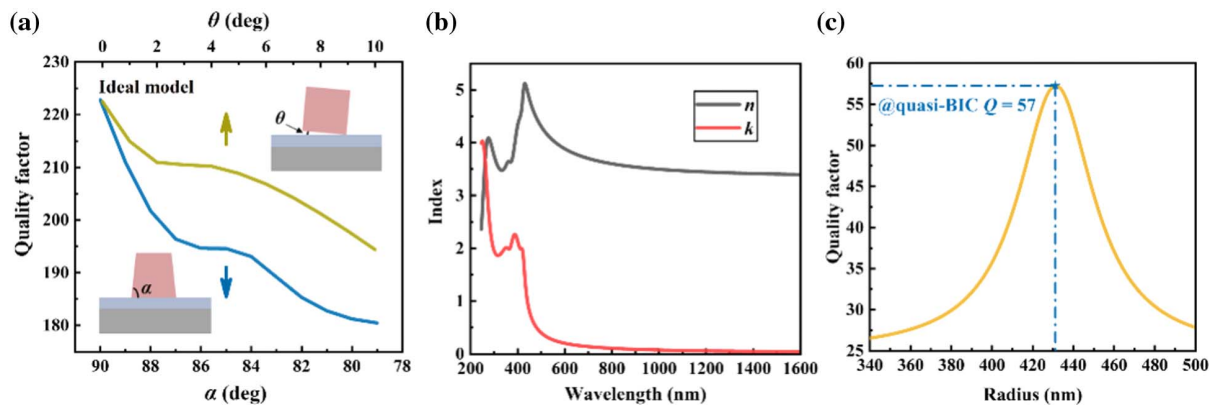 (a)
θ (deg)
0 2 4 6 8 10
230
220
210
200
190
180
Quality factor
Ideal model
θ
α
90 88 86 84 82 80 78
α (deg)
(b)
5
4
3
2
1
0
Index
n
k
200 400 600 800 1000 1200 1400 1600
Wavelength (nm)
(c)
60
55
50
45
40
35
30
25
Quality factor
@quasi-BIC Q = 57
340 360 380 400 420 440 460 480 500
Radius (nm)